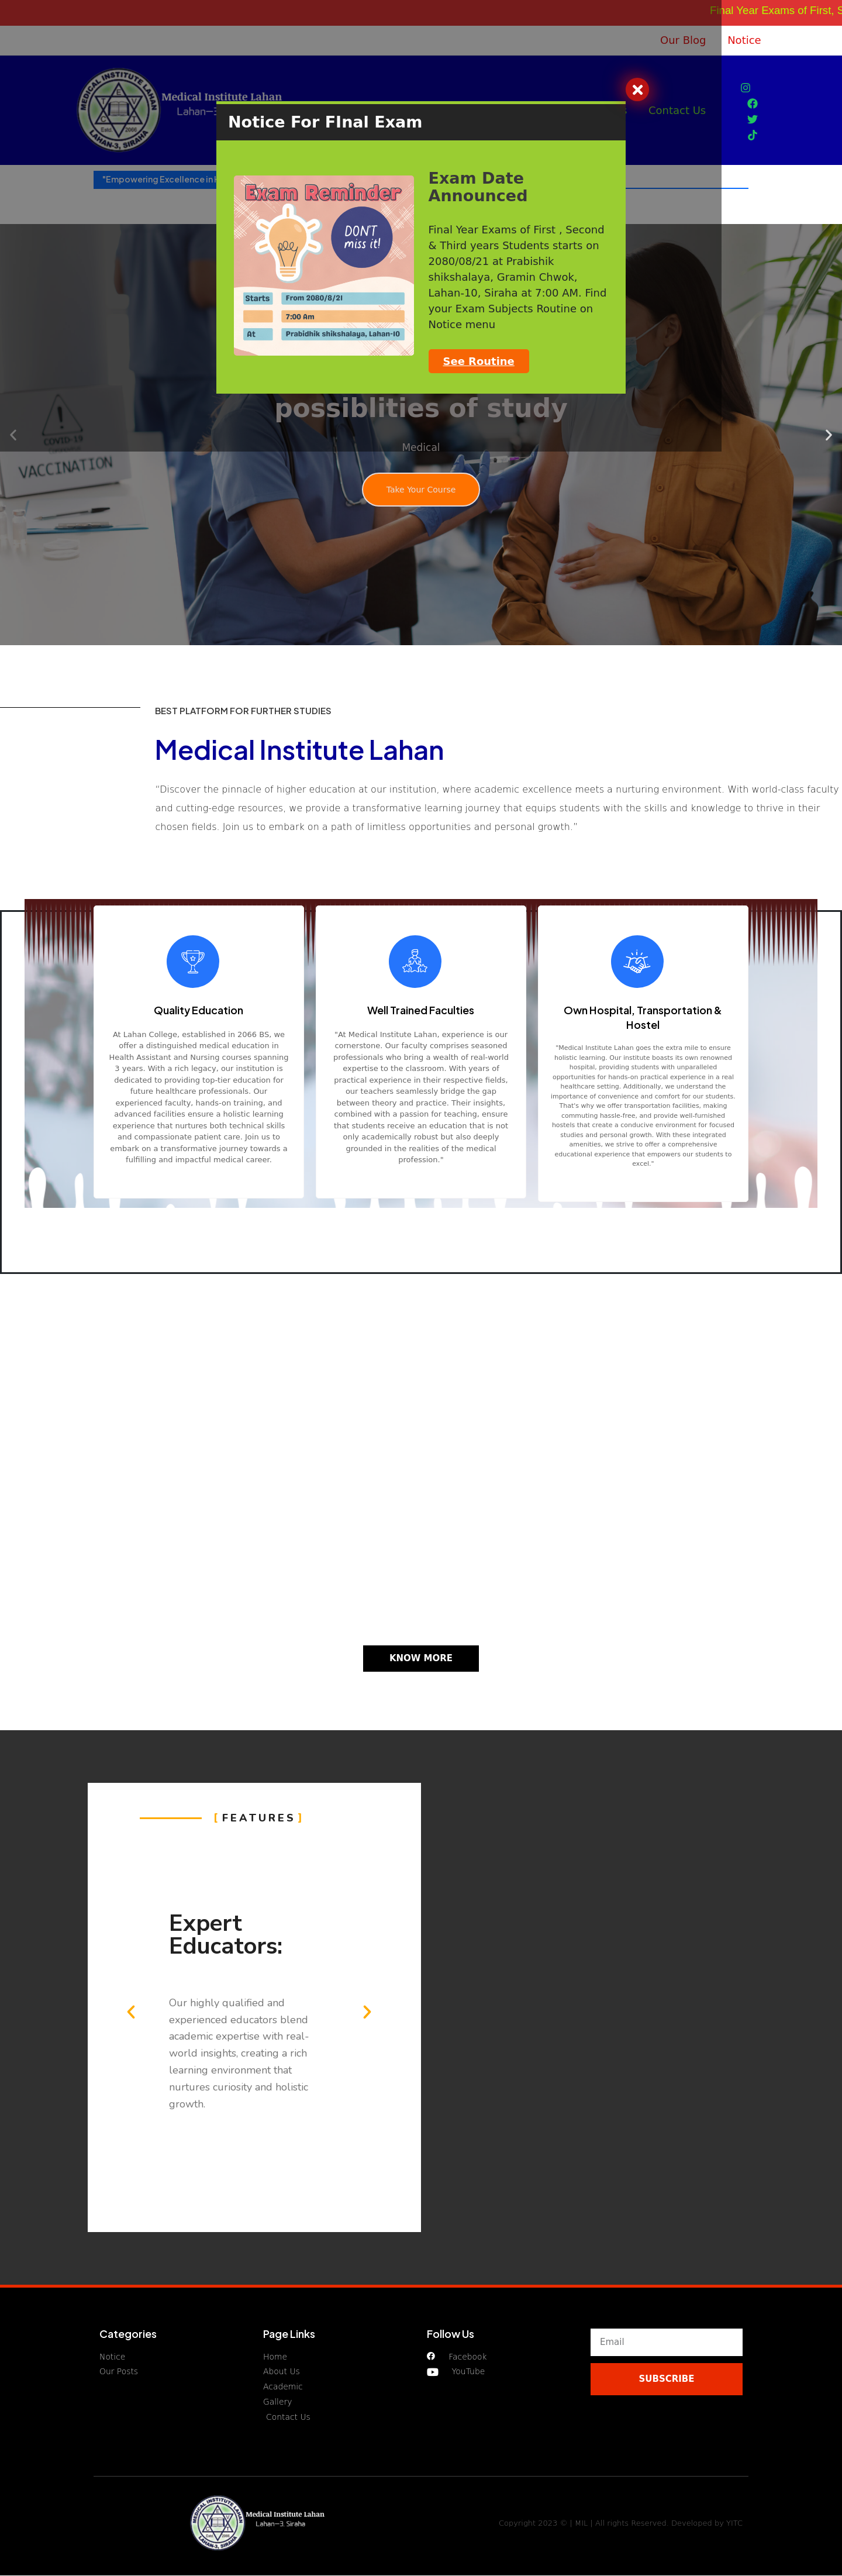 Final Year Exams of First, S
Our Blog Notice
MEDICAL INSTITUTE LAHAN
Estd. 2066
LAHAN-3, SIRAHA
Medical Institute Lahan
Lahan-3
Contact Us
"Empowering Excellence in
Notice For FInal Exam
Exam Reminder
DON'T
miss it!
Starts From 2080/8/21
7:00 Am
At Prabidhik shikshalaya, Lahan-10
Exam Date
Announced
Final Year Exams of First , Second
& Third years Students starts on
2080/08/21 at Prabishik
shikshalaya, Gramin Chwok,
Lahan-10, Siraha at 7:00 AM. Find
your Exam Subjects Routine on
Notice menu
See Routine
possiblities of study
Medical
COVID-19
VACCINATION
Take Your Course
BEST PLATFORM FOR FURTHER STUDIES
Medical Institute Lahan
"Discover the pinnacle of higher education at our institution, where academic excellence meets a nurturing environment. With world-class faculty
and cutting-edge resources, we provide a transformative learning journey that equips students with the skills and knowledge to thrive in their
chosen fields. Join us to embark on a path of limitless opportunities and personal growth."
Quality Education
At Lahan College, established in 2066 BS, we
offer a distinguished medical education in
Health Assistant and Nursing courses spanning
3 years. With a rich legacy, our institution is
dedicated to providing top-tier education for
future healthcare professionals. Our
experienced faculty, hands-on training, and
advanced facilities ensure a holistic learning
experience that nurtures both technical skills
and compassionate patient care. Join us to
embark on a transformative journey towards a
fulfilling and impactful medical career.
Well Trained Faculties
"At Medical Institute Lahan, experience is our
cornerstone. Our faculty comprises seasoned
professionals who bring a wealth of real-world
expertise to the classroom. With years of
practical experience in their respective fields,
our teachers seamlessly bridge the gap
between theory and practice. Their insights,
combined with a passion for teaching, ensure
that students receive an education that is not
only academically robust but also deeply
grounded in the realities of the medical
profession."
Own Hospital, Transportation &
Hostel
"Medical Institute Lahan goes the extra mile to ensure
holistic learning. Our institute boasts its own renowned
hospital, providing students with unparalleled
opportunities for hands-on practical experience in a real
healthcare setting. Additionally, we understand the
importance of convenience and comfort for our students.
That's why we offer transportation facilities, making
commuting hassle-free, and provide well-furnished
hostels that create a conducive environment for focused
studies and personal growth. With these integrated
amenities, we strive to offer a comprehensive
educational experience that empowers our students to
excel."
KNOW MORE
[ FEATURES ]
Expert
Educators:
Our highly qualified and
experienced educators blend
academic expertise with real-
world insights, creating a rich
learning environment that
nurtures curiosity and holistic
growth.
Categories
Notice
Our Posts
Page Links
Home
About Us
Academic
Gallery
Contact Us
Follow Us
Facebook
YouTube
Email
SUBSCRIBE
MEDICAL INSTITUTE LAHAN
LAHAN-3, SIRAHA
Medical Institute Lahan
Lahan-3, Siraha
Copyright 2023 © | MIL | All rights Reserved. Developed by YITC